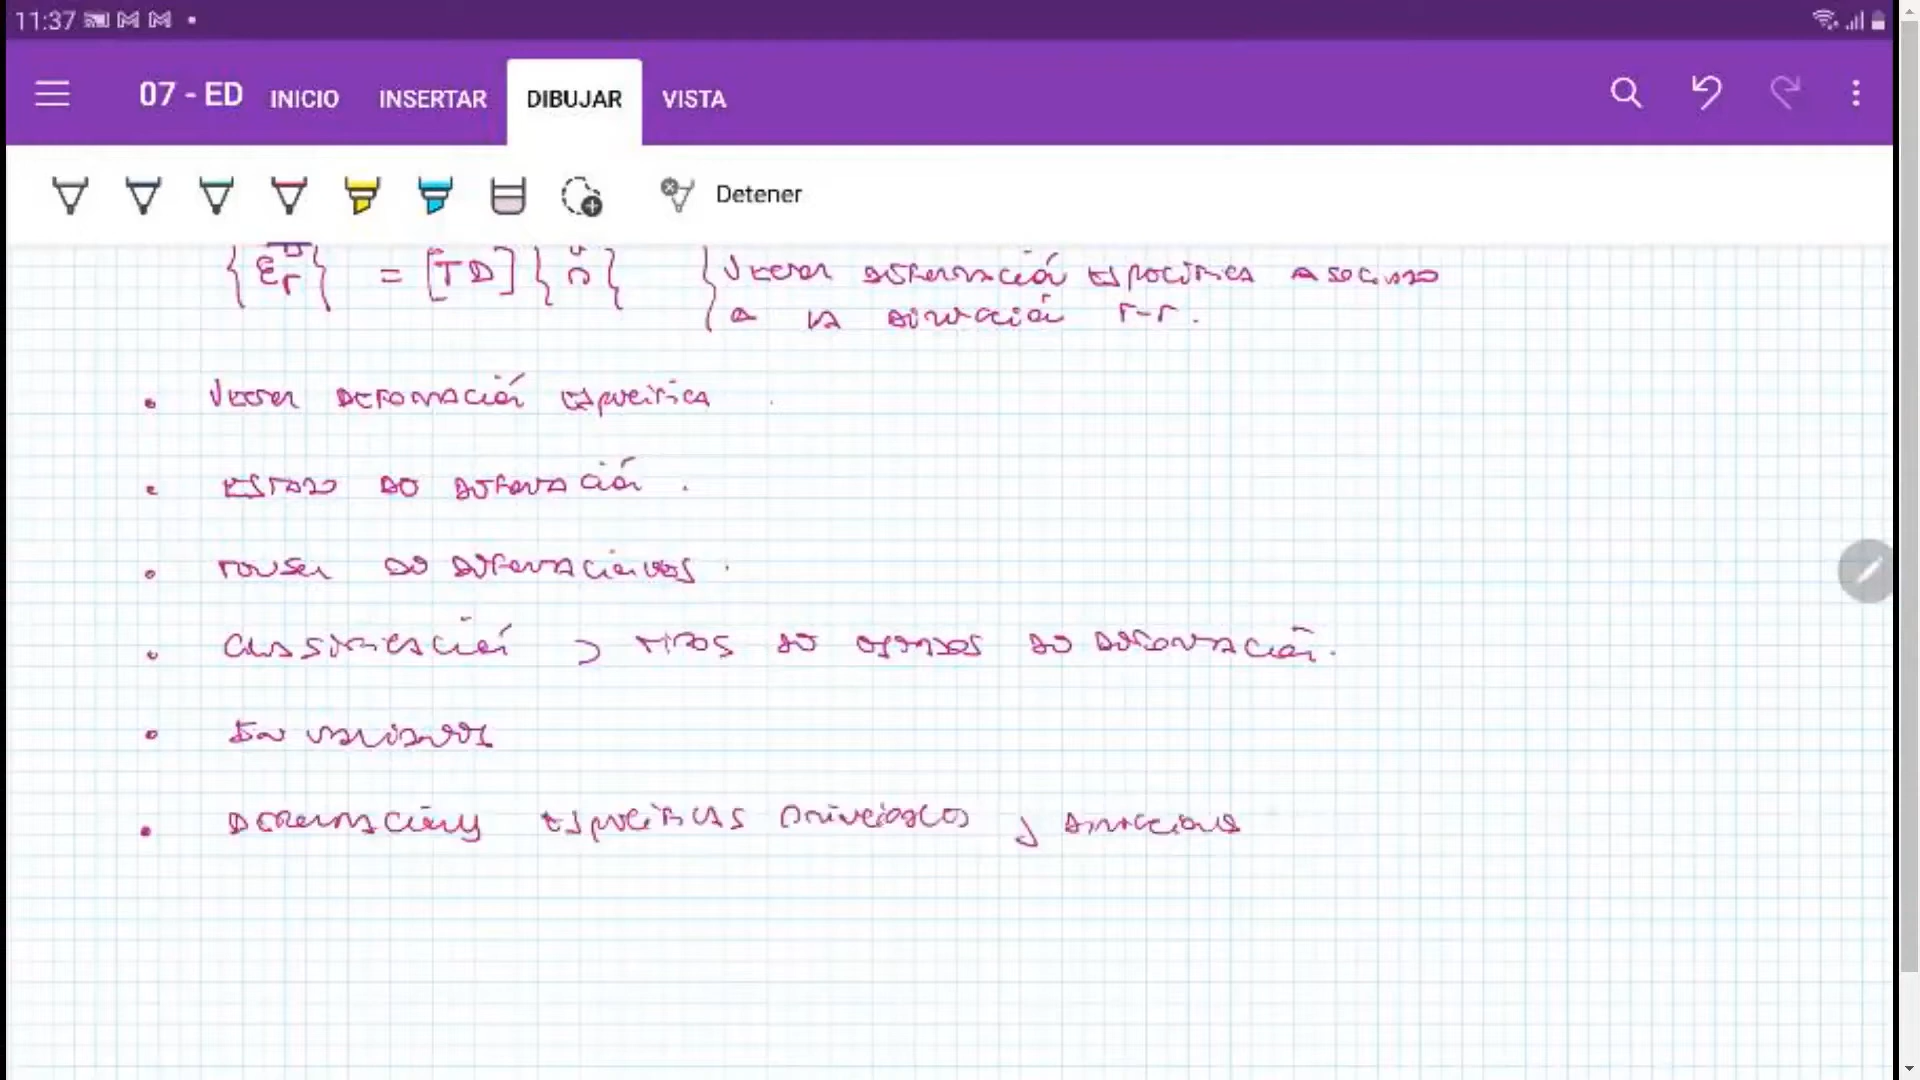 11:37
07 - ED INICIO INSERTAR DIBUJAR VISTA
Detener
{εr} = [TD] {n} { Vector deformación específica asociado
a la dirección r-r.
• Vector deformación específica
• Estado de deformación.
• Tensor de deformaciones.
• Clasificación y tipos de estados de deformación.
• Invariantes
• Deformaciones específicas principales y direcciones